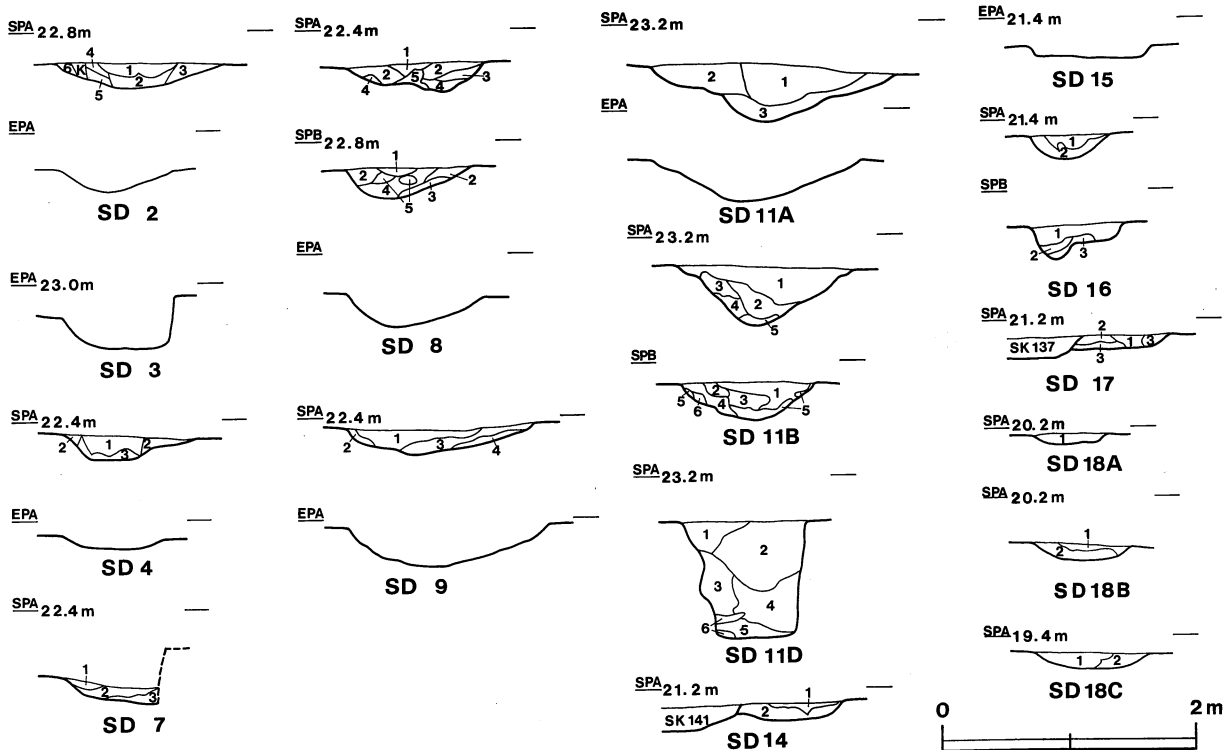 SPA 22.8m
4
6 K 1 3
2
5
EPA
SD 2
EPA 23.0m
SD 3
SPA 22.4m
2 1 2
3
EPA
SD 4
SPA 22.4m
1
2 3
SD 7
SPA 22.4m
1
2 5 2 3
4 4
SPB 22.8m
1
2 4 2
5 3
EPA
SD 8
SPA 22.4m
2 1 3 4
EPA
SD 9
SPA 23.2m
2 1
3
EPA
SD 11A
SPA 23.2m
3 1
4 2
5
SPB
2 1
5 6 4 3 5
SD 11B
SPA 23.2m
1 2
3
4
6 5
SD 11D
SPA 21.2m
1
SK 141 2
SD 14
EPA 21.4m
SD 15
SPA 21.4 m
1
2
SPB
1
2 3
SD 16
SPA 21.2m
2
SK 137 1 3
3
SD 17
SPA 20.2m
1
SD 18A
SPA 20.2m
1
2
SD 18B
SPA 19.4m
1 2
SD 18C
0 2 m